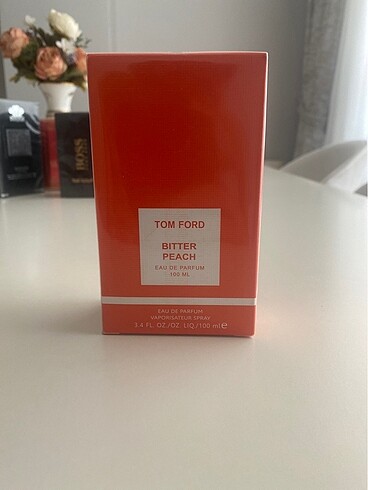 TOM FORD
BITTER
PEACH
EAU DE PARFUM
100 ML
EAU DE PARFUM
VAPORISATEUR SPRAY
3.4 FL. OZ./OZ. LIQ./100 ml ℮
BOSS